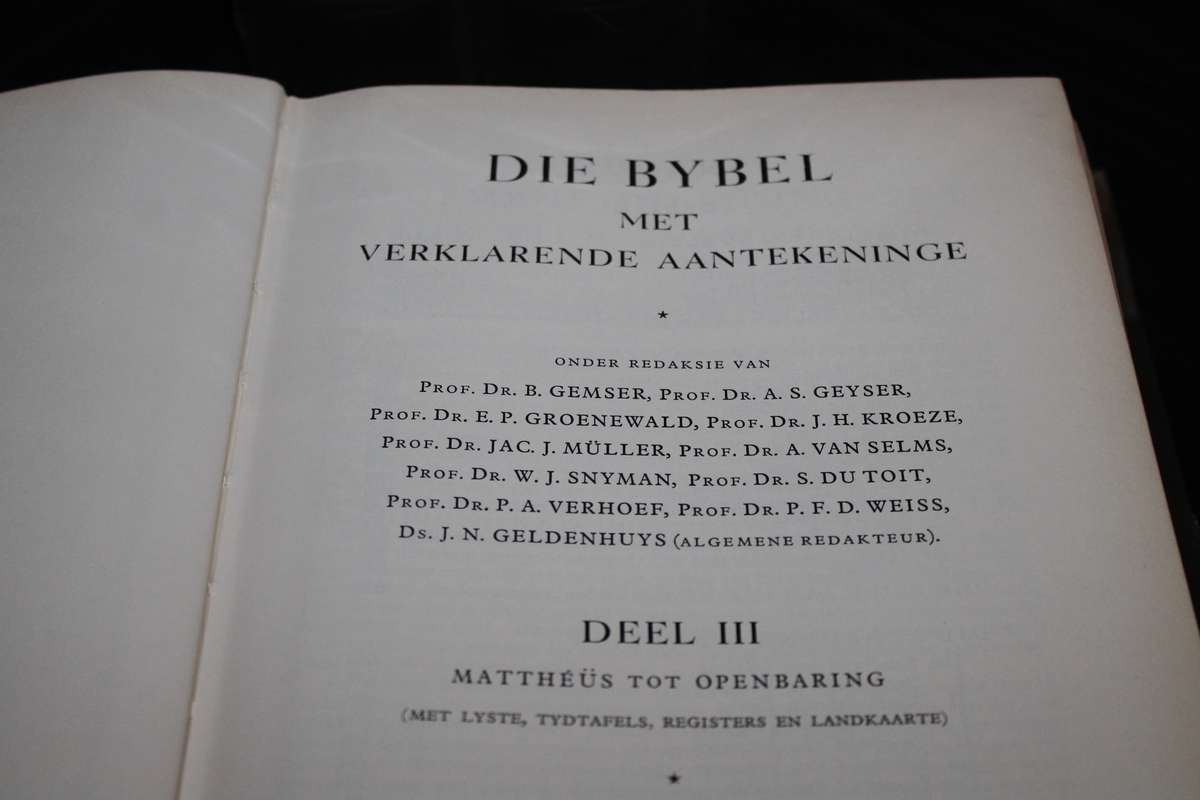 DIE BYBEL
MET
VERKLARENDE AANTEKENINGE
*
ONDER REDAKSIE VAN
PROF. DR. B. GEMSER, PROF. DR. A. S. GEYSER,
PROF. DR. E. P. GROENEWALD, PROF. DR. J. H. KROEZE,
PROF. DR. JAC. J. MÜLLER, PROF. DR. A. VAN SELMS,
PROF. DR. W. J. SNYMAN, PROF. DR. S. DU TOIT,
PROF. DR. P. A. VERHOEF, PROF. DR. P. F. D. WEISS,
DS. J. N. GELDENHUYS (ALGEMENE REDAKTEUR).
DEEL III
MATTHÉÜS TOT OPENBARING
(MET LYSTE, TYDTAFELS, REGISTERS EN LANDKAARTE)
*